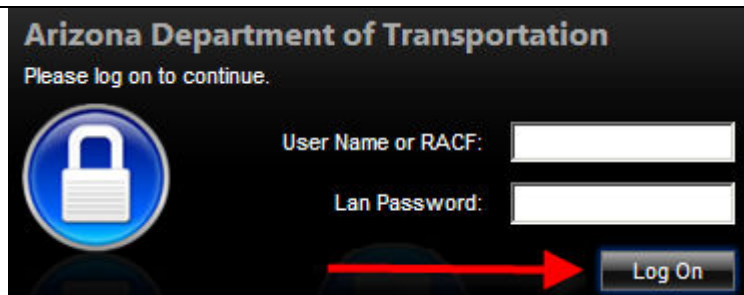 Arizona Department of Transportation
Please log on to continue.
User Name or RACF:
Lan Password:
Log On